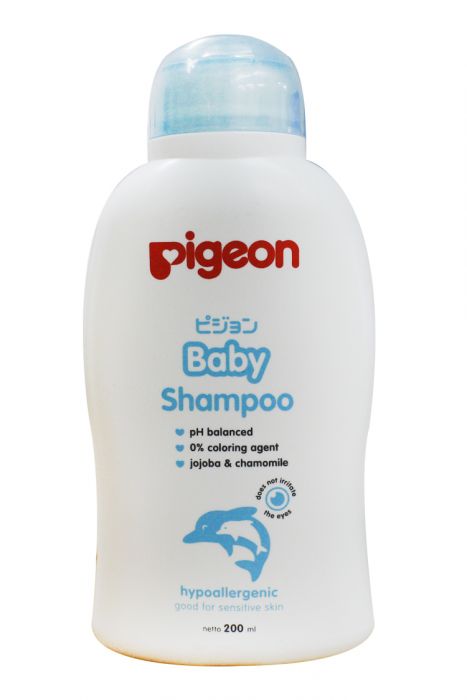 pigeon
ピジョン
Baby
Shampoo
pH balanced
0% coloring agent
jojoba & chamomile
does not irritate
the eyes
hypoallergenic
good for sensitive skin
netto 200 ml